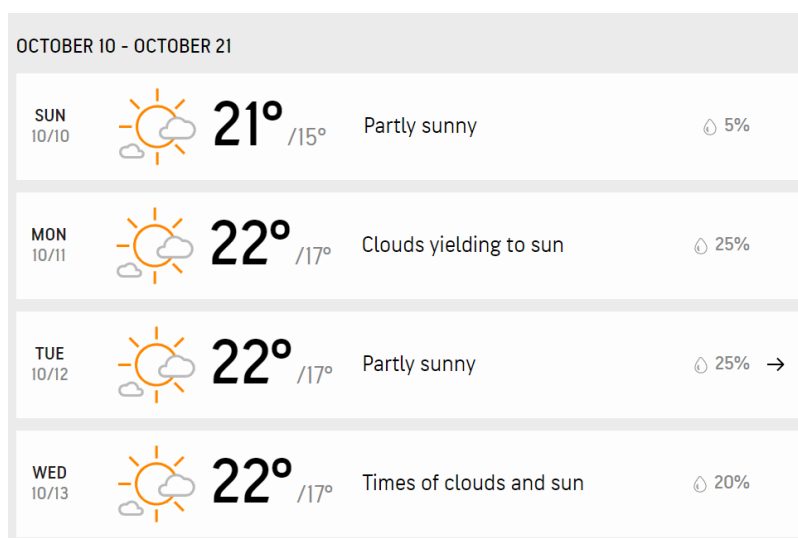 OCTOBER 10 - OCTOBER 21
SUN
10/10
21° /15°
Partly sunny
5%
MON
10/11
22° /17°
Clouds yielding to sun
25%
TUE
10/12
22° /17°
Partly sunny
25% →
WED
10/13
22° /17°
Times of clouds and sun
20%